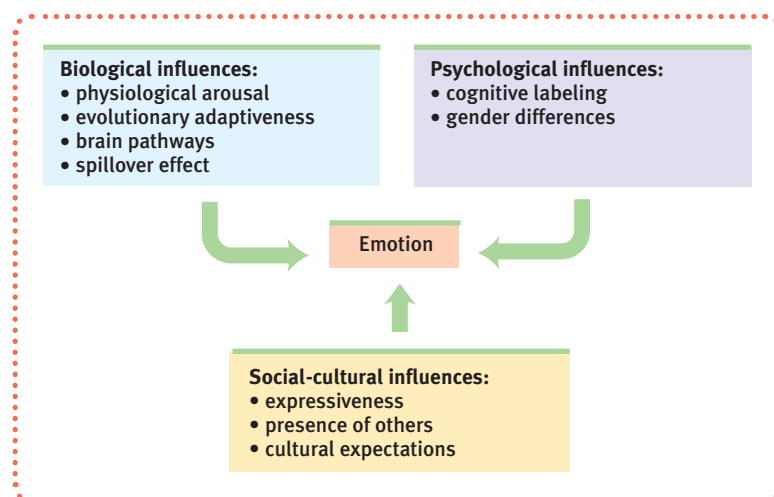 Biological influences:
• physiological arousal
• evolutionary adaptiveness
• brain pathways
• spillover effect
Psychological influences:
• cognitive labeling
• gender differences
Emotion
Social-cultural influences:
• expressiveness
• presence of others
• cultural expectations